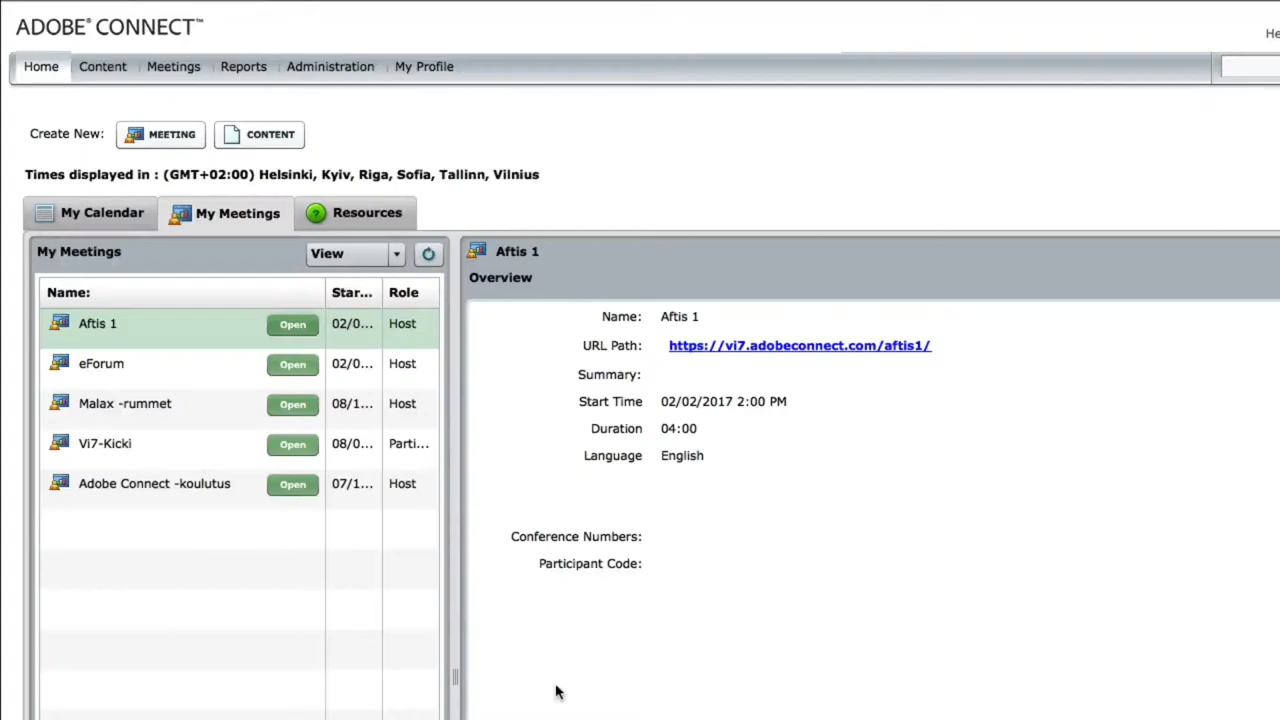 ADOBE® CONNECT™
Home Content Meetings Reports Administration My Profile
Create New: MEETING CONTENT
Times displayed in : (GMT+02:00) Helsinki, Kyiv, Riga, Sofia, Tallinn, Vilnius
My Calendar My Meetings Resources
My Meetings View
Name: Star... Role
Aftis 1 Open 02/0... Host
eForum Open 02/0... Host
Malax -rummet Open 08/1... Host
Vi7-Kicki Open 08/0... Parti...
Adobe Connect -koulutus Open 07/1... Host
Aftis 1
Overview
Name: Aftis 1
URL Path: https://vi7.adobeconnect.com/aftis1/
Summary:
Start Time 02/02/2017 2:00 PM
Duration 04:00
Language English
Conference Numbers:
Participant Code: